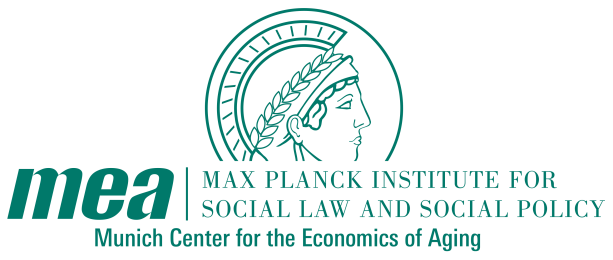 mea
MAX PLANCK INSTITUTE FOR
SOCIAL LAW AND SOCIAL POLICY
Munich Center for the Economics of Aging